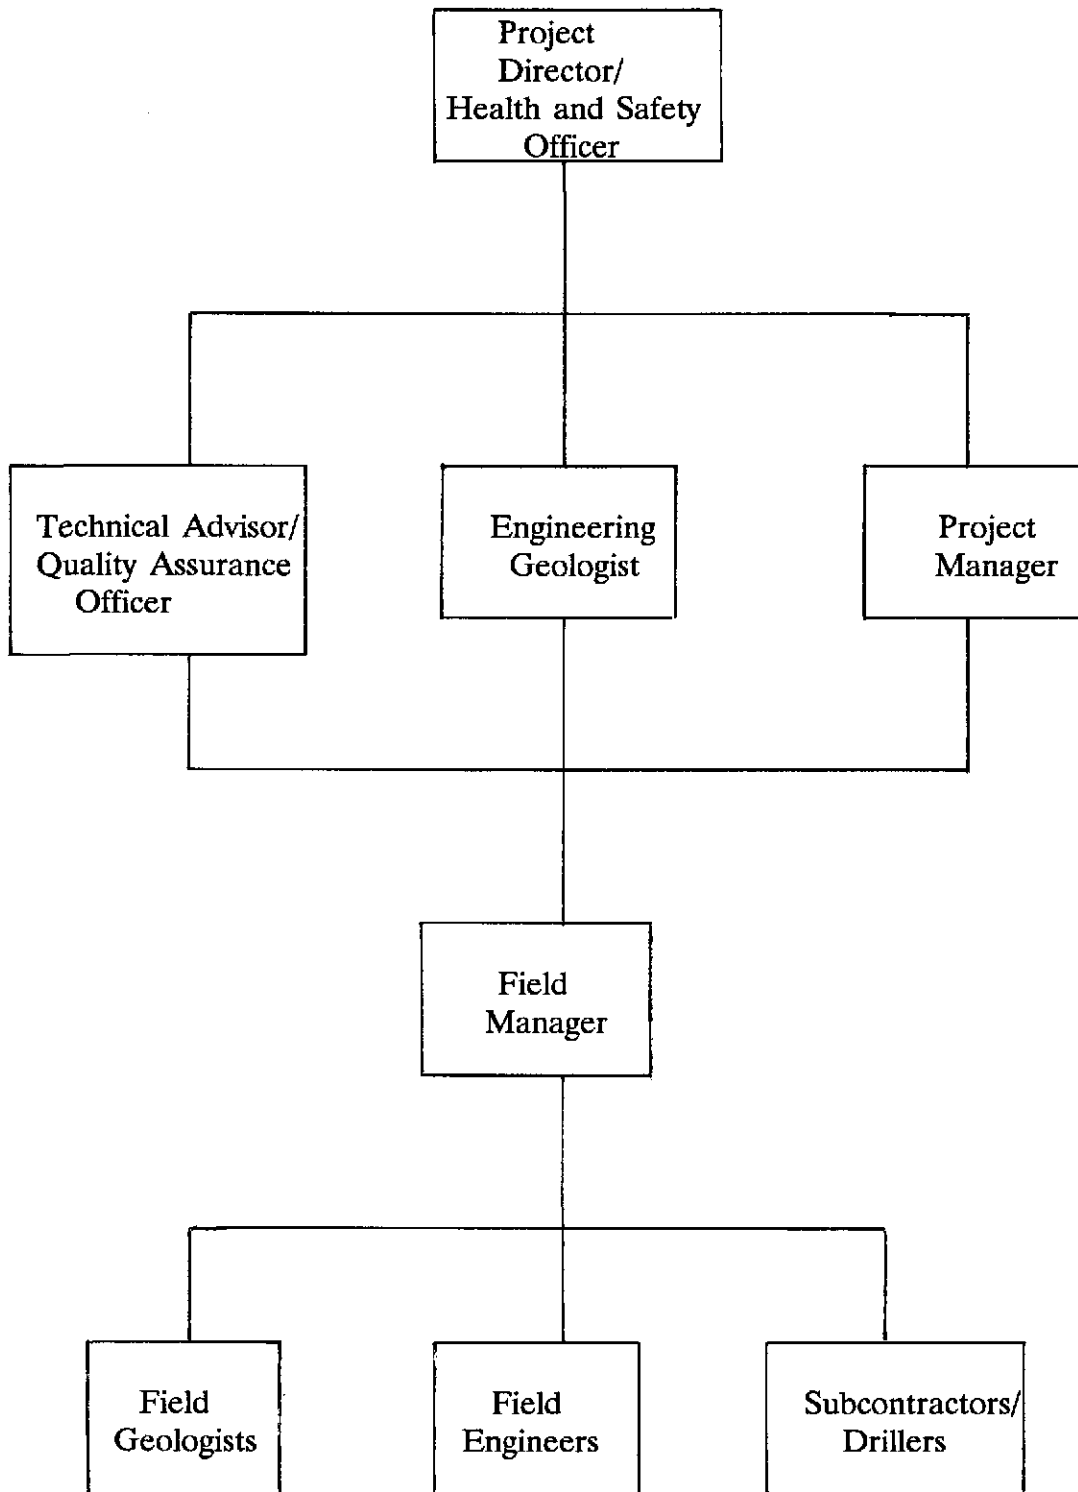 Project
Director/
Health and Safety
Officer
Technical Advisor/
Quality Assurance
Officer
Engineering
Geologist
Project
Manager
Field
Manager
Field
Geologists
Field
Engineers
Subcontractors/
Drillers